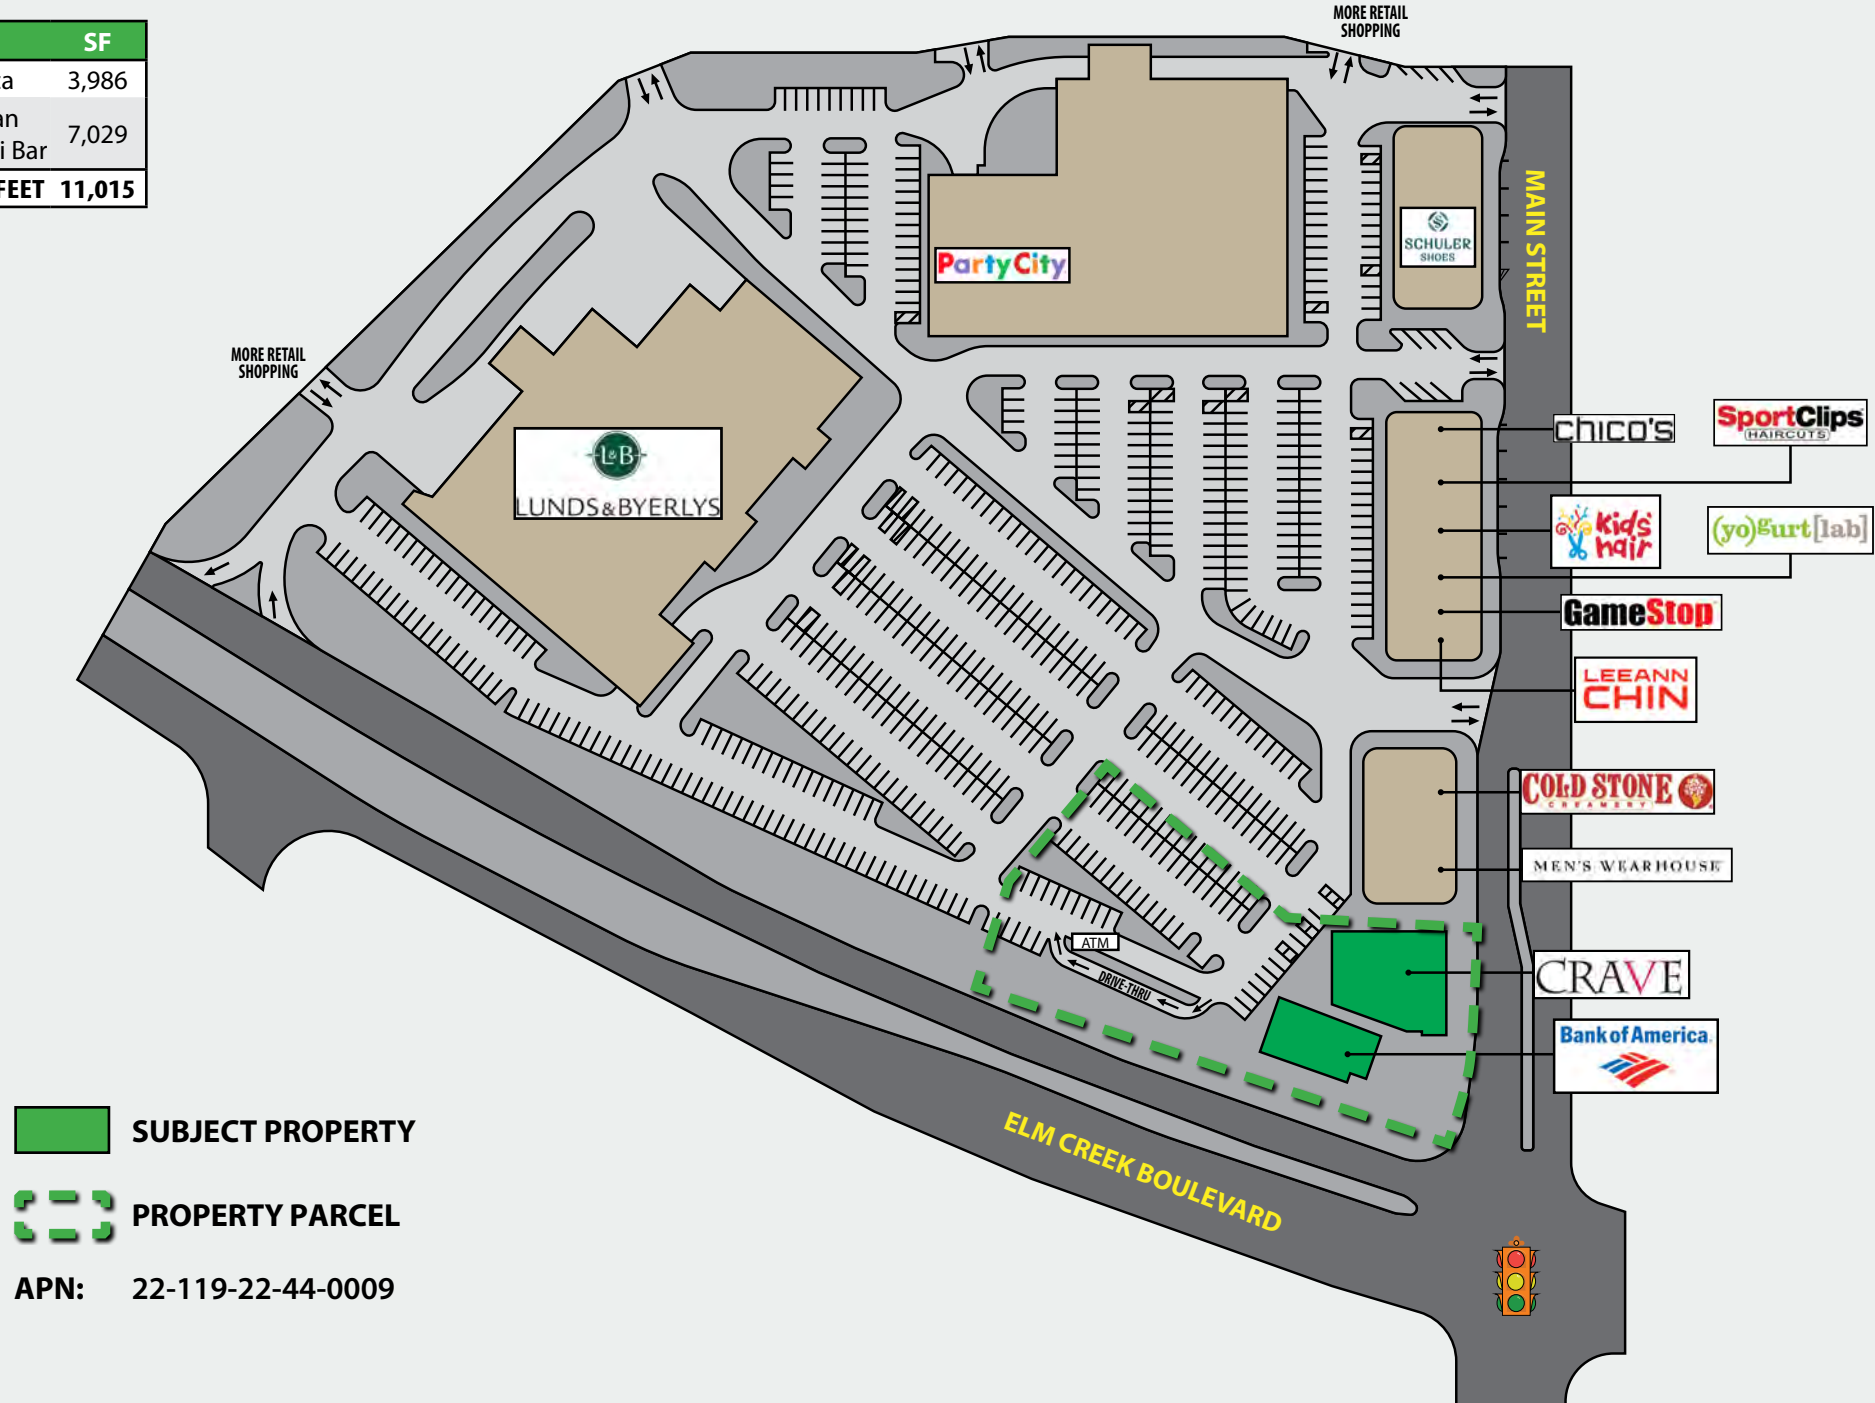 SF
3,986
7,029
i Bar
FEET 11,015
MORE RETAIL
SHOPPING
PartyCity
SCHULER
SHOES
MAIN STREET
MORE RETAIL
SHOPPING
L&B
LUNDS&BYERLYS
chico's
SportClips
HAIRCUTS
kids'
hair
(yo)gurt[lab]
GameStop
LEEANN
CHIN
COLD STONE
CREAMERY
MEN'S WEARHOUSE
ATM
DRIVE-THRU
CRAVE
Bank of America
ELM CREEK BOULEVARD
SUBJECT PROPERTY
PROPERTY PARCEL
APN: 22-119-22-44-0009